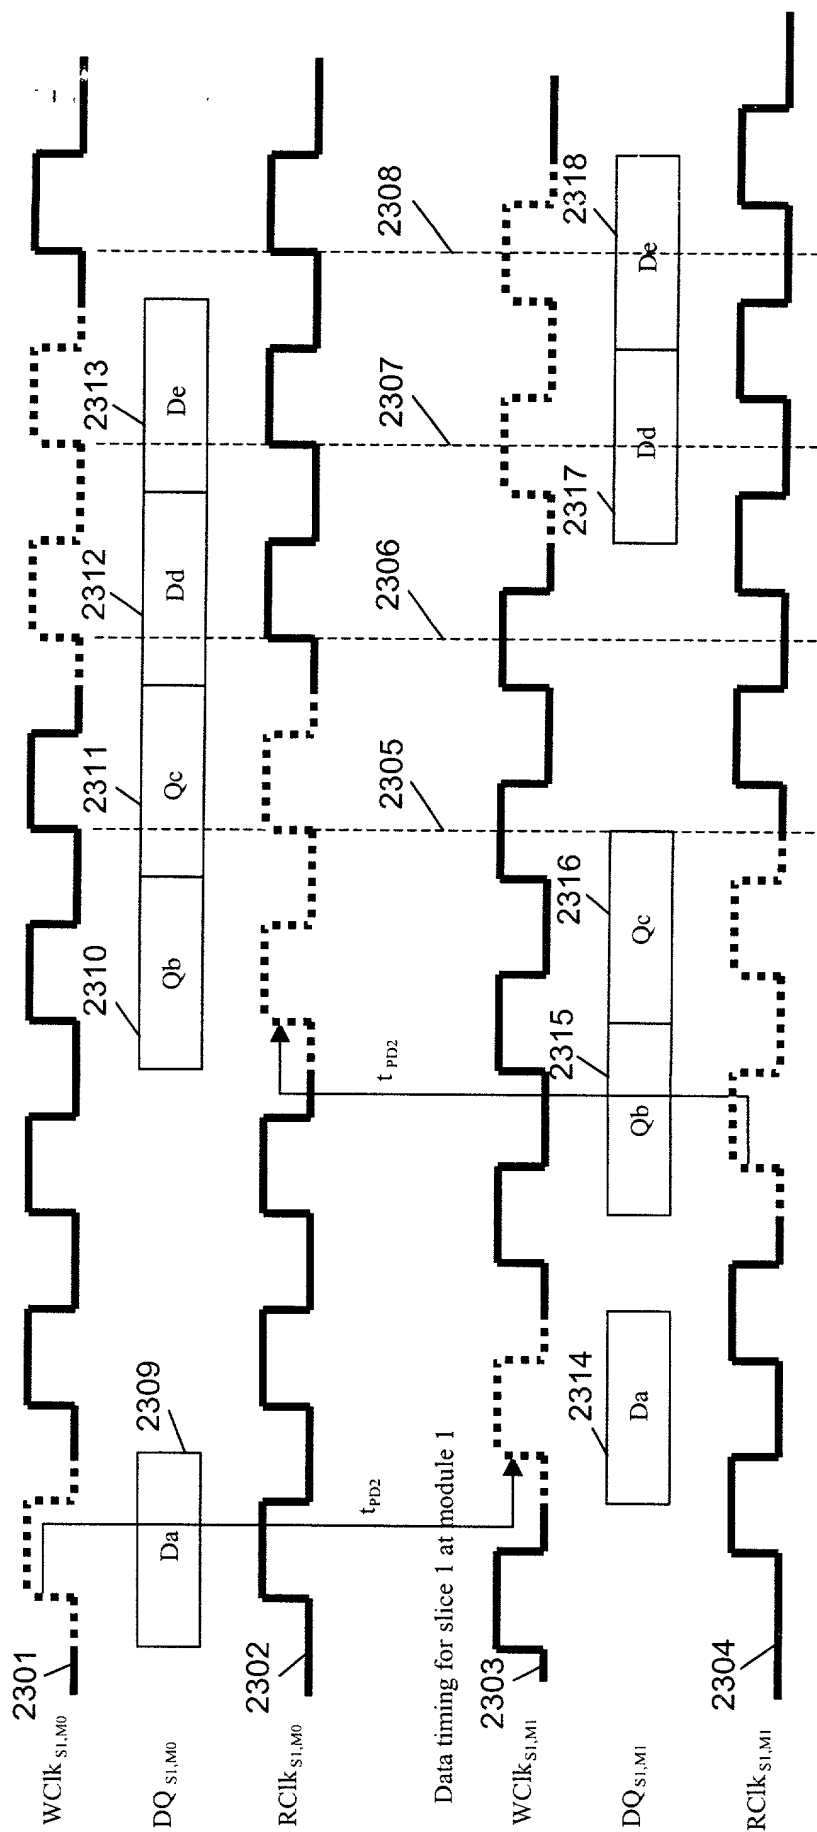 WClk S1,M0
2301
DQ S1,M0
Da
2309
Qb
2310
Qc
2311
Dd
2312
De
2313
RClk S1,M0
2302
tPD2
t PD2
2305
2306
2307
2308
Data timing for slice 1 at module 1
WClk S1,M1
2303
DQ S1,M1
Da
2314
Qb
2315
Qc
2316
Dd
2317
De
2318
RClk S1,M1
2304